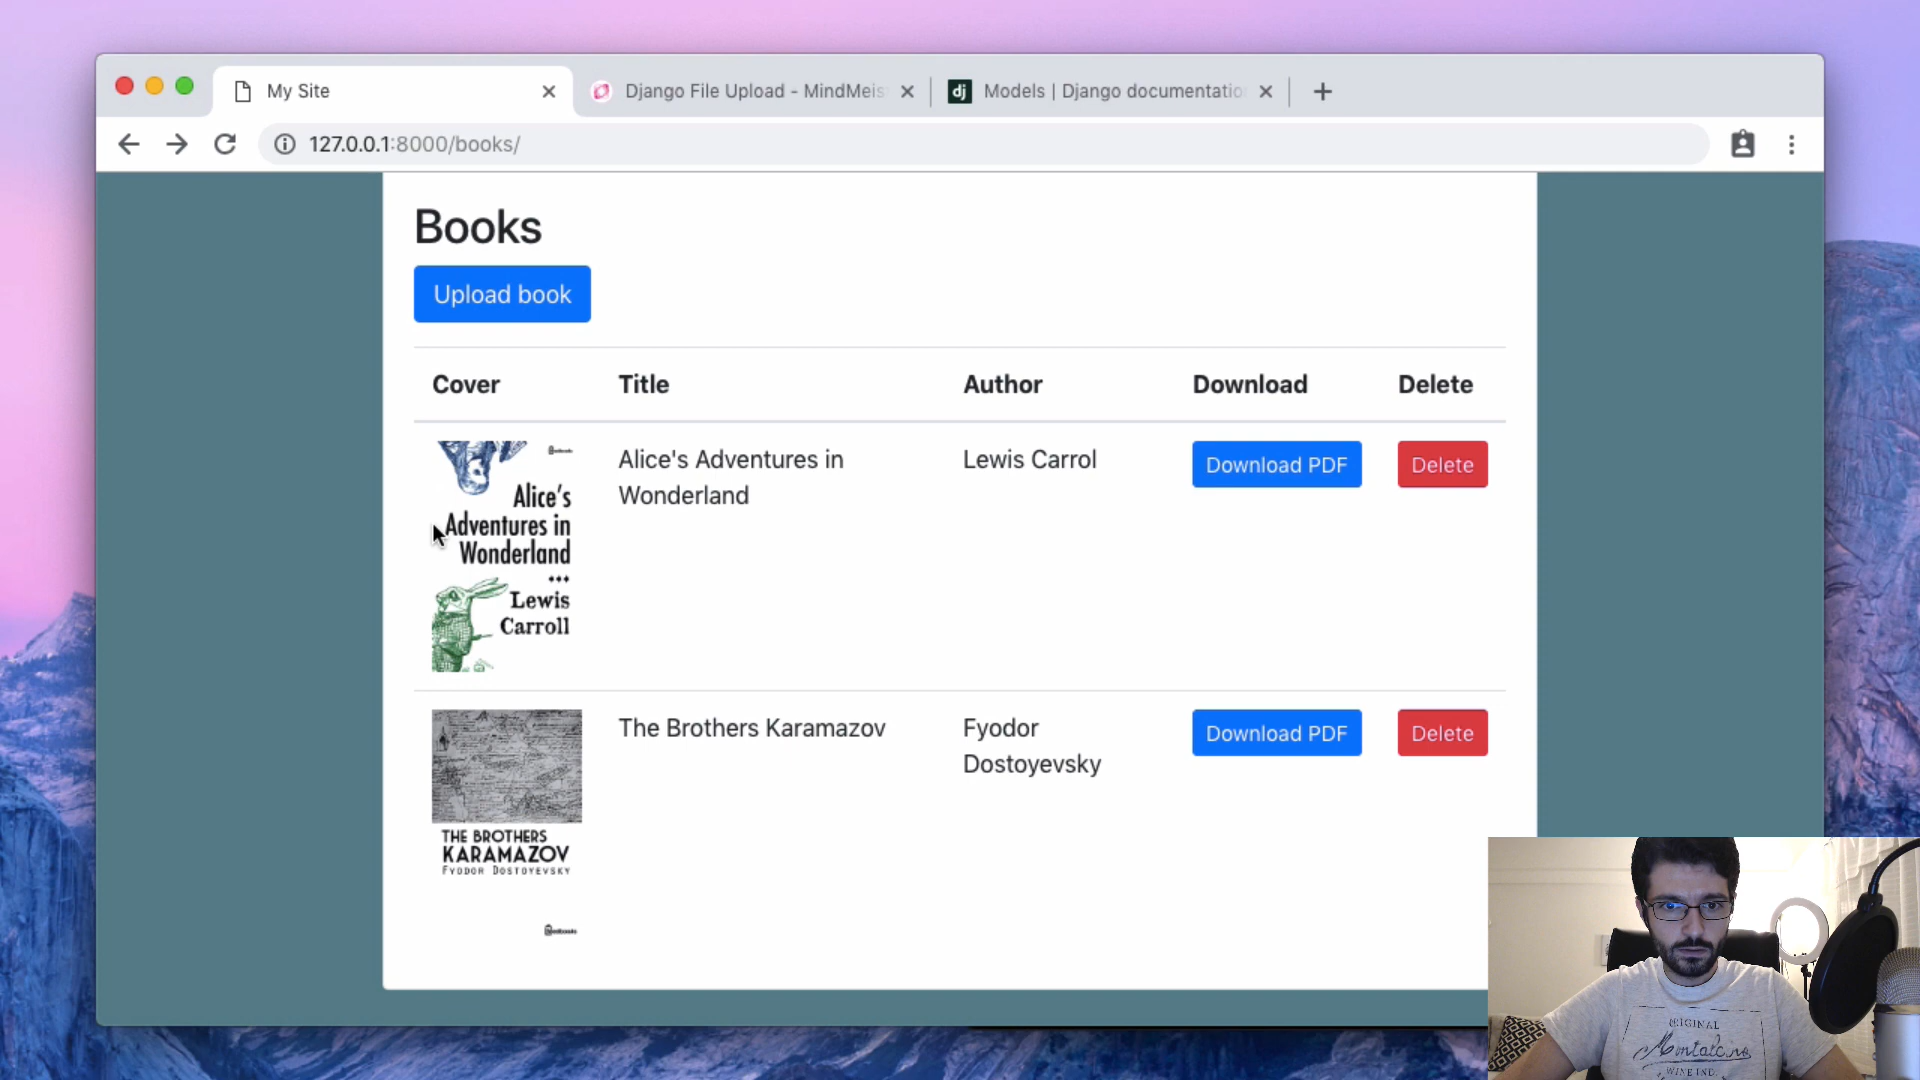 My Site
Django File Upload - MindMeis
Models | Django documentatio
127.0.0.1:8000/books/
Books
Upload book
Cover Title Author Download Delete
Alice's
Adventures in
Wonderland
Lewis
Carroll
Alice's Adventures in
Wonderland
Lewis Carrol
Download PDF
Delete
THE BROTHERS
KARAMAZOV
FYODOR DOSTOYEVSKY
The Brothers Karamazov
Fyodor
Dostoyevsky
Download PDF
Delete
ORIGINAL
WINE IND.